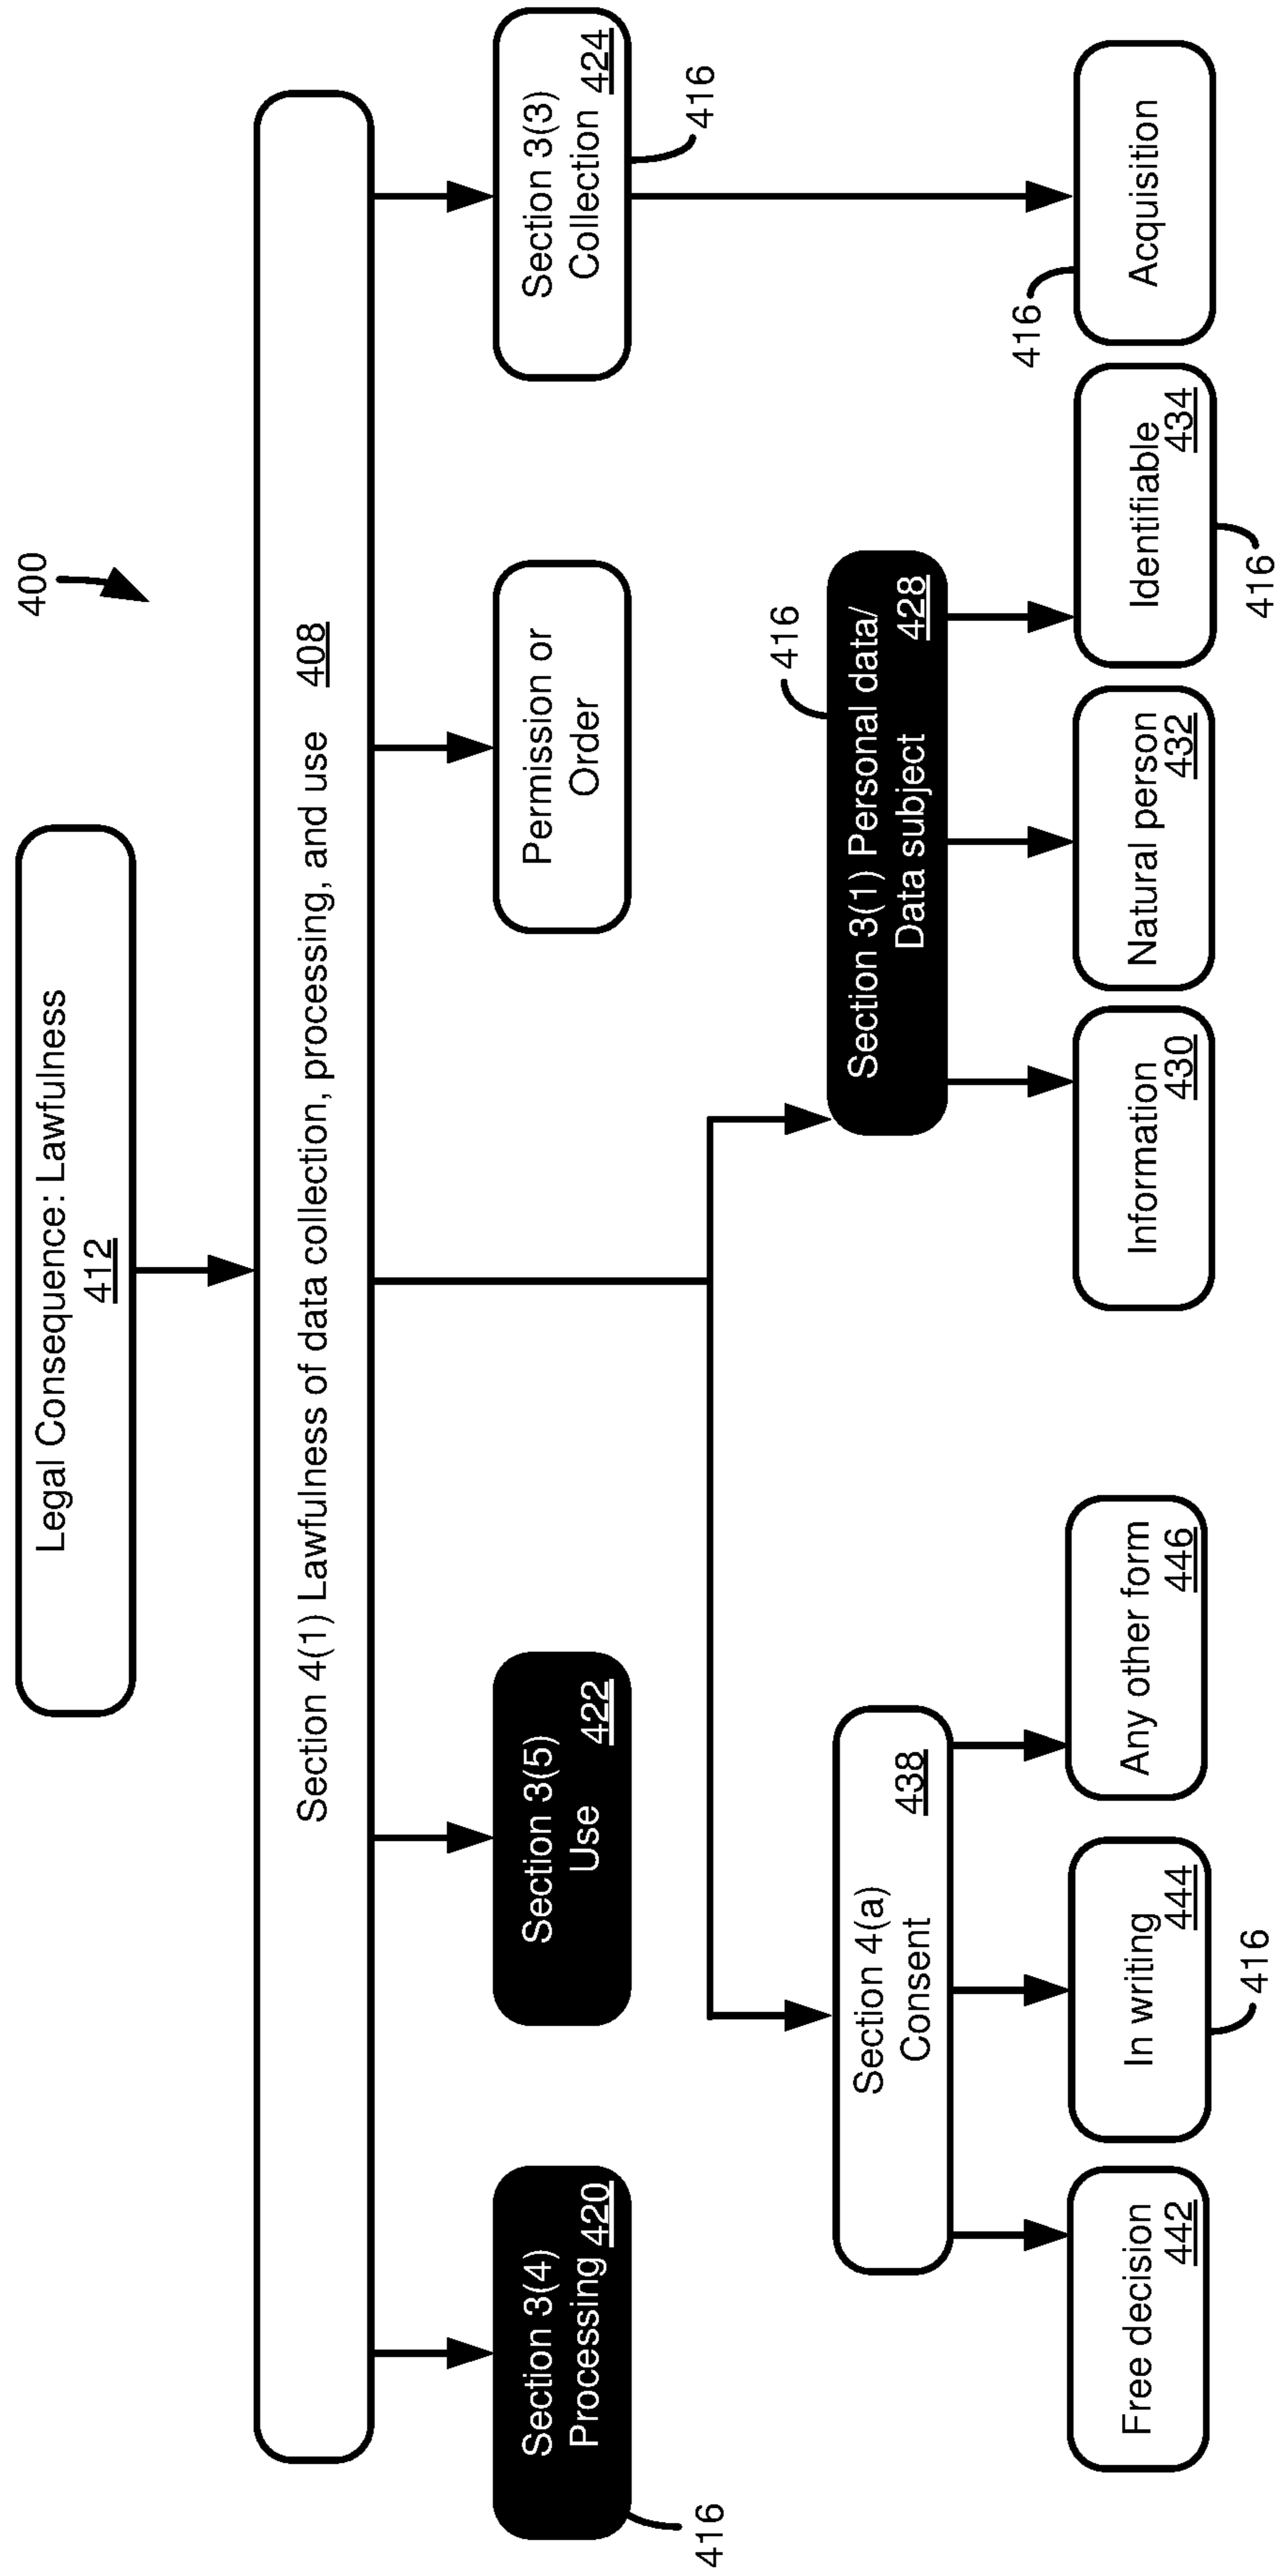 400
Legal Consequence: Lawfulness
412
Section 4(1) Lawfulness of data collection, processing, and use 408
Section 3(4)
Processing 420
416
Section 3(5)
Use 422
Permission or
Order
Section 3(3)
Collection 424
416
Section 4(a)
Consent 438
Section 3(1) Personal data/
Data subject 428
416
Free decision
442
In writing
444
416
Any other form
446
Information
430
Natural person
432
Identifiable
434
416
Acquisition
416